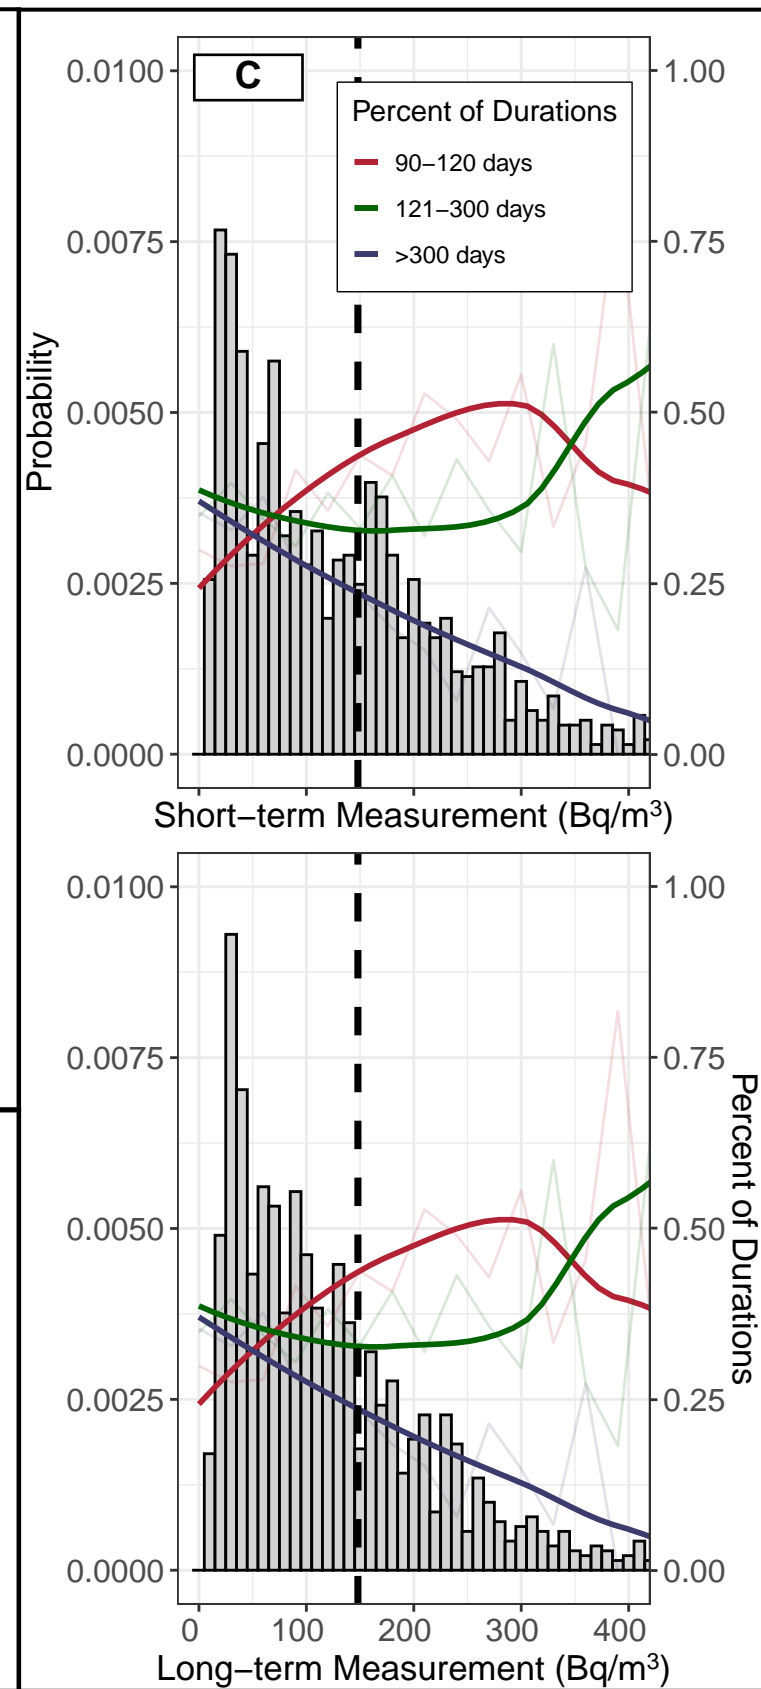 C
0.0100
0.0075
0.0050
0.0025
0.0000
Probability
Percent of Durations
90−120 days
121−300 days
>300 days
1.00
0.75
0.50
0.25
0.00
Short−term Measurement (Bq/m³)
0.0100
0.0075
0.0050
0.0025
0.0000
1.00
0.75
0.50
0.25
0.00
Percent of Durations
0 100 200 300 400
Long−term Measurement (Bq/m³)